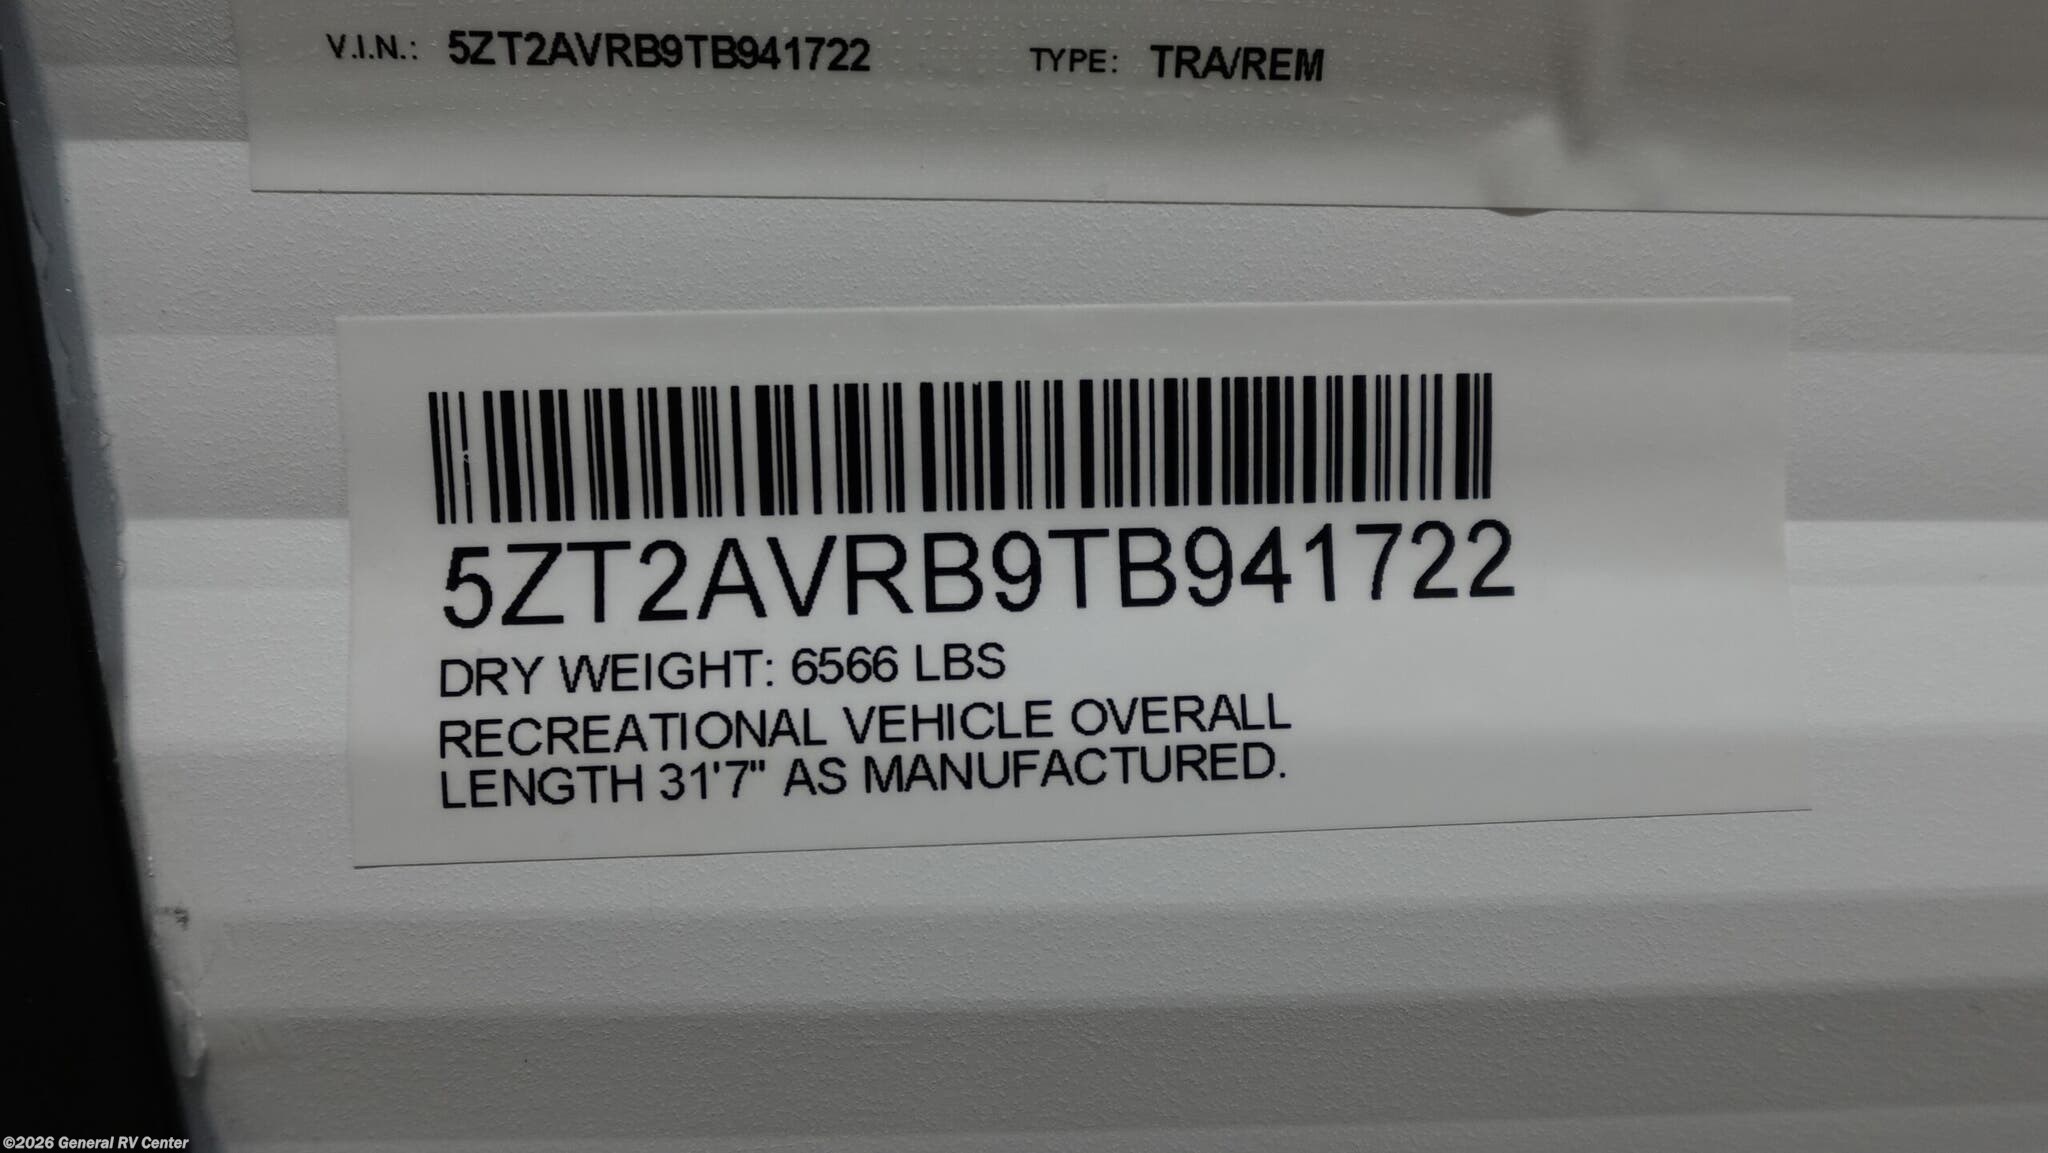 V.I.N.: 5ZT2AVRB9TB941722 TYPE: TRA/REM
5ZT2AVRB9TB941722
DRY WEIGHT: 6566 LBS
RECREATIONAL VEHICLE OVERALL
LENGTH 31'7" AS MANUFACTURED.
©2026 General RV Center